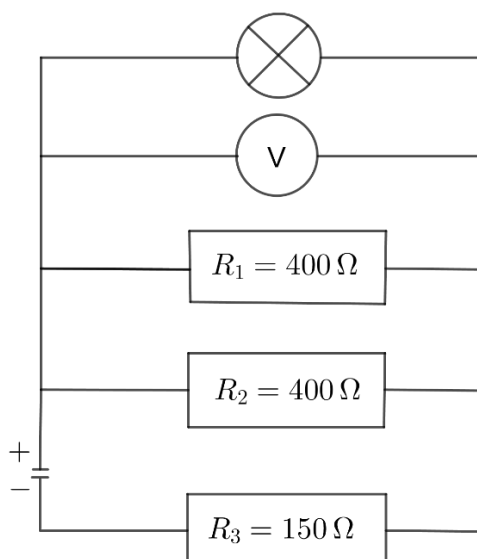 V
R₁ = 400 Ω
R₂ = 400 Ω
+
−
R₃ = 150 Ω